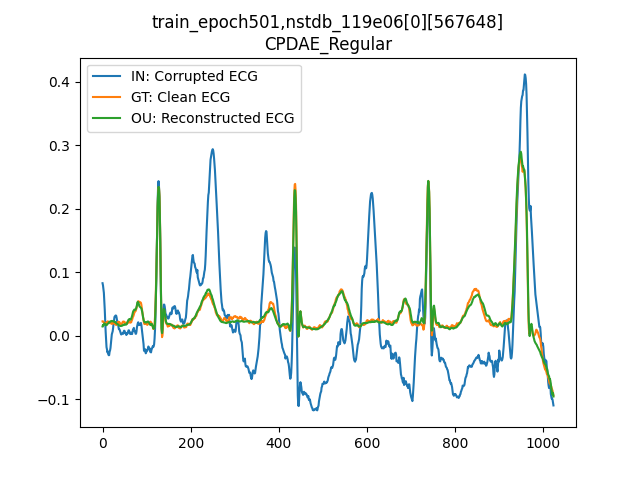 train_epoch501,nstdb_119e06[0][567648]
CPDAE_Regular
IN: Corrupted ECG
GT: Clean ECG
OU: Reconstructed ECG
0.4
0.3
0.2
0.1
0.0
−0.1
0 200 400 600 800 1000